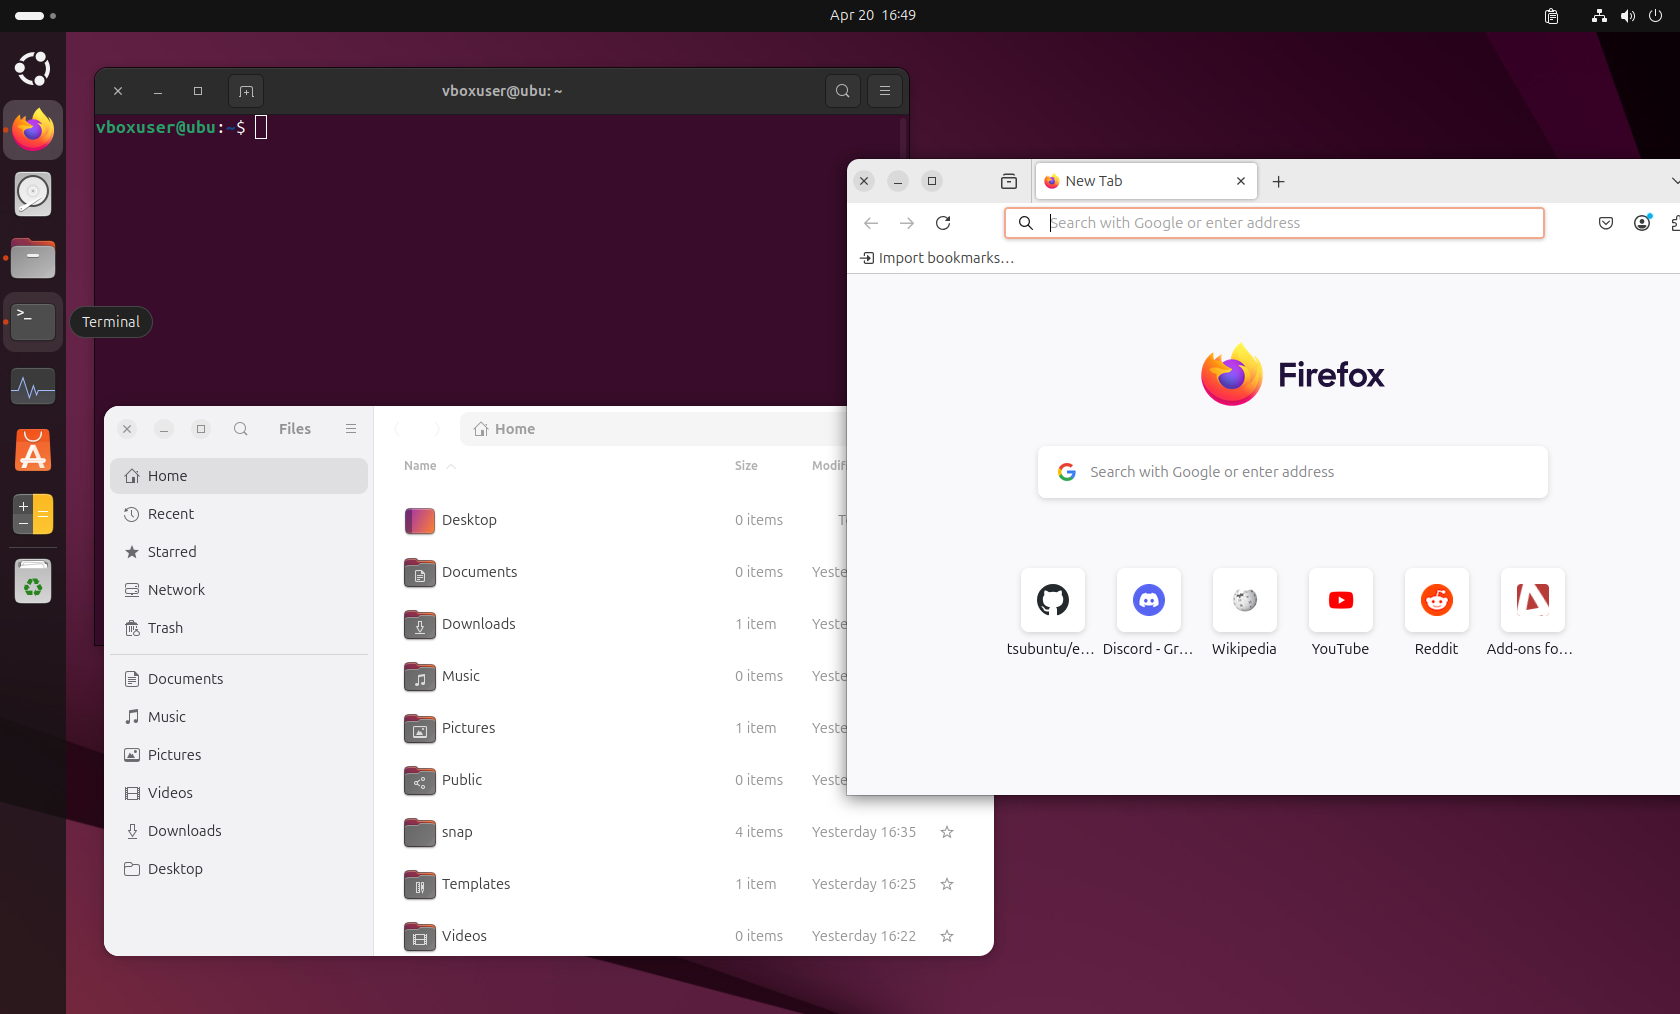 Apr 20 16:49
vboxuser@ubu: ~
vboxuser@ubu:~$
Terminal
New Tab
Search with Google or enter address
Import bookmarks…
Firefox
Search with Google or enter address
tsubuntu/e…
Discord - Gr…
Wikipedia
YouTube
Reddit
Add-ons fo…
Files
Home
Recent
Starred
Network
Trash
Documents
Music
Pictures
Videos
Downloads
Desktop
Home
Name Size Modifi
Desktop 0 items
Documents 0 items Yeste
Downloads 1 item Yeste
Music 0 items Yeste
Pictures 1 item Yeste
Public 0 items Yeste
snap 4 items Yesterday 16:35
Templates 1 item Yesterday 16:25
Videos 0 items Yesterday 16:22